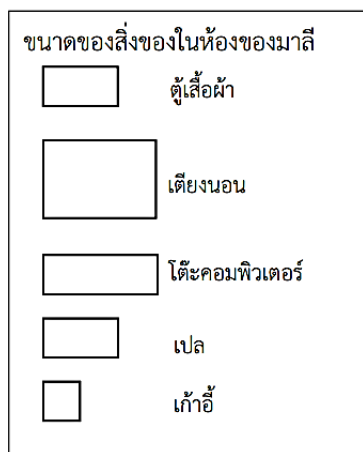 ขนาดของสิ่งของในห้องของมาลี
ตู้เสื้อผ้า
เตียงนอน
โต๊ะคอมพิวเตอร์
เปล
เก้าอี้